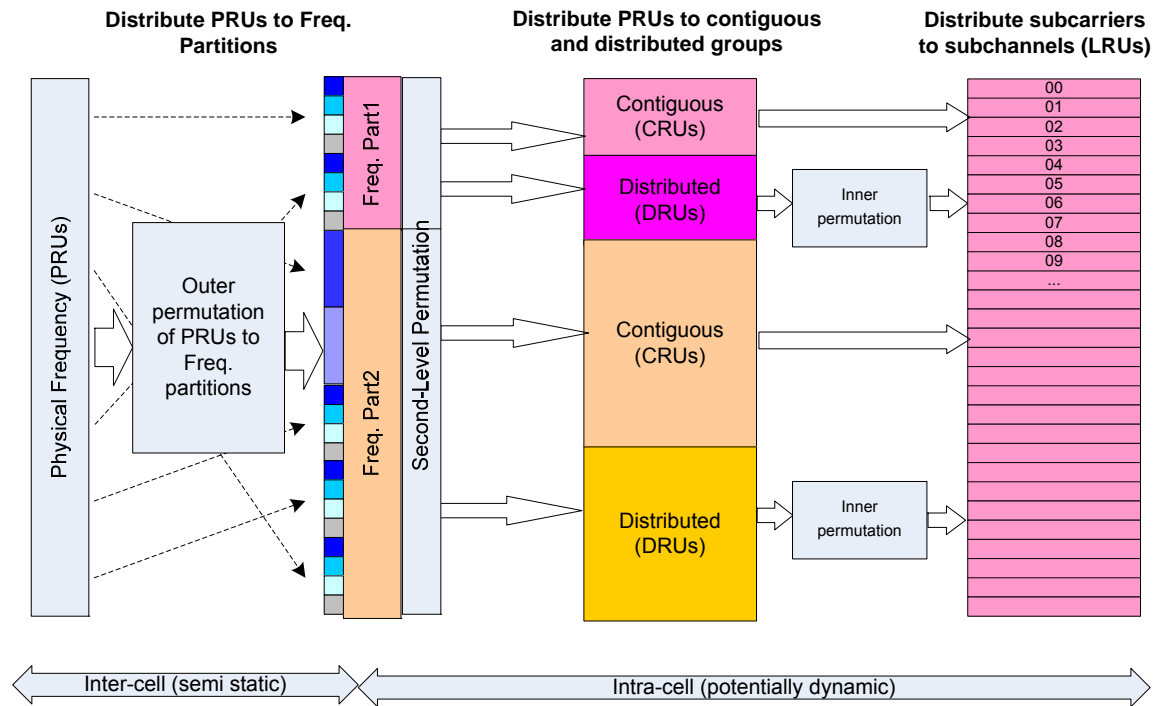 Distribute PRUs to Freq.
Partitions
Distribute PRUs to contiguous
and distributed groups
Distribute subcarriers
to subchannels (LRUs)
Physical Frequency (PRUs)
Outer
permutation
of PRUs to
Freq.
partitions
Freq. Part1
Freq. Part2
Second-Level Permutation
Contiguous
(CRUs)
Distributed
(DRUs)
Contiguous
(CRUs)
Distributed
(DRUs)
Inner
permutation
Inner
permutation
00
01
02
03
04
05
06
07
08
09
...
Inter-cell (semi static)
Intra-cell (potentially dynamic)